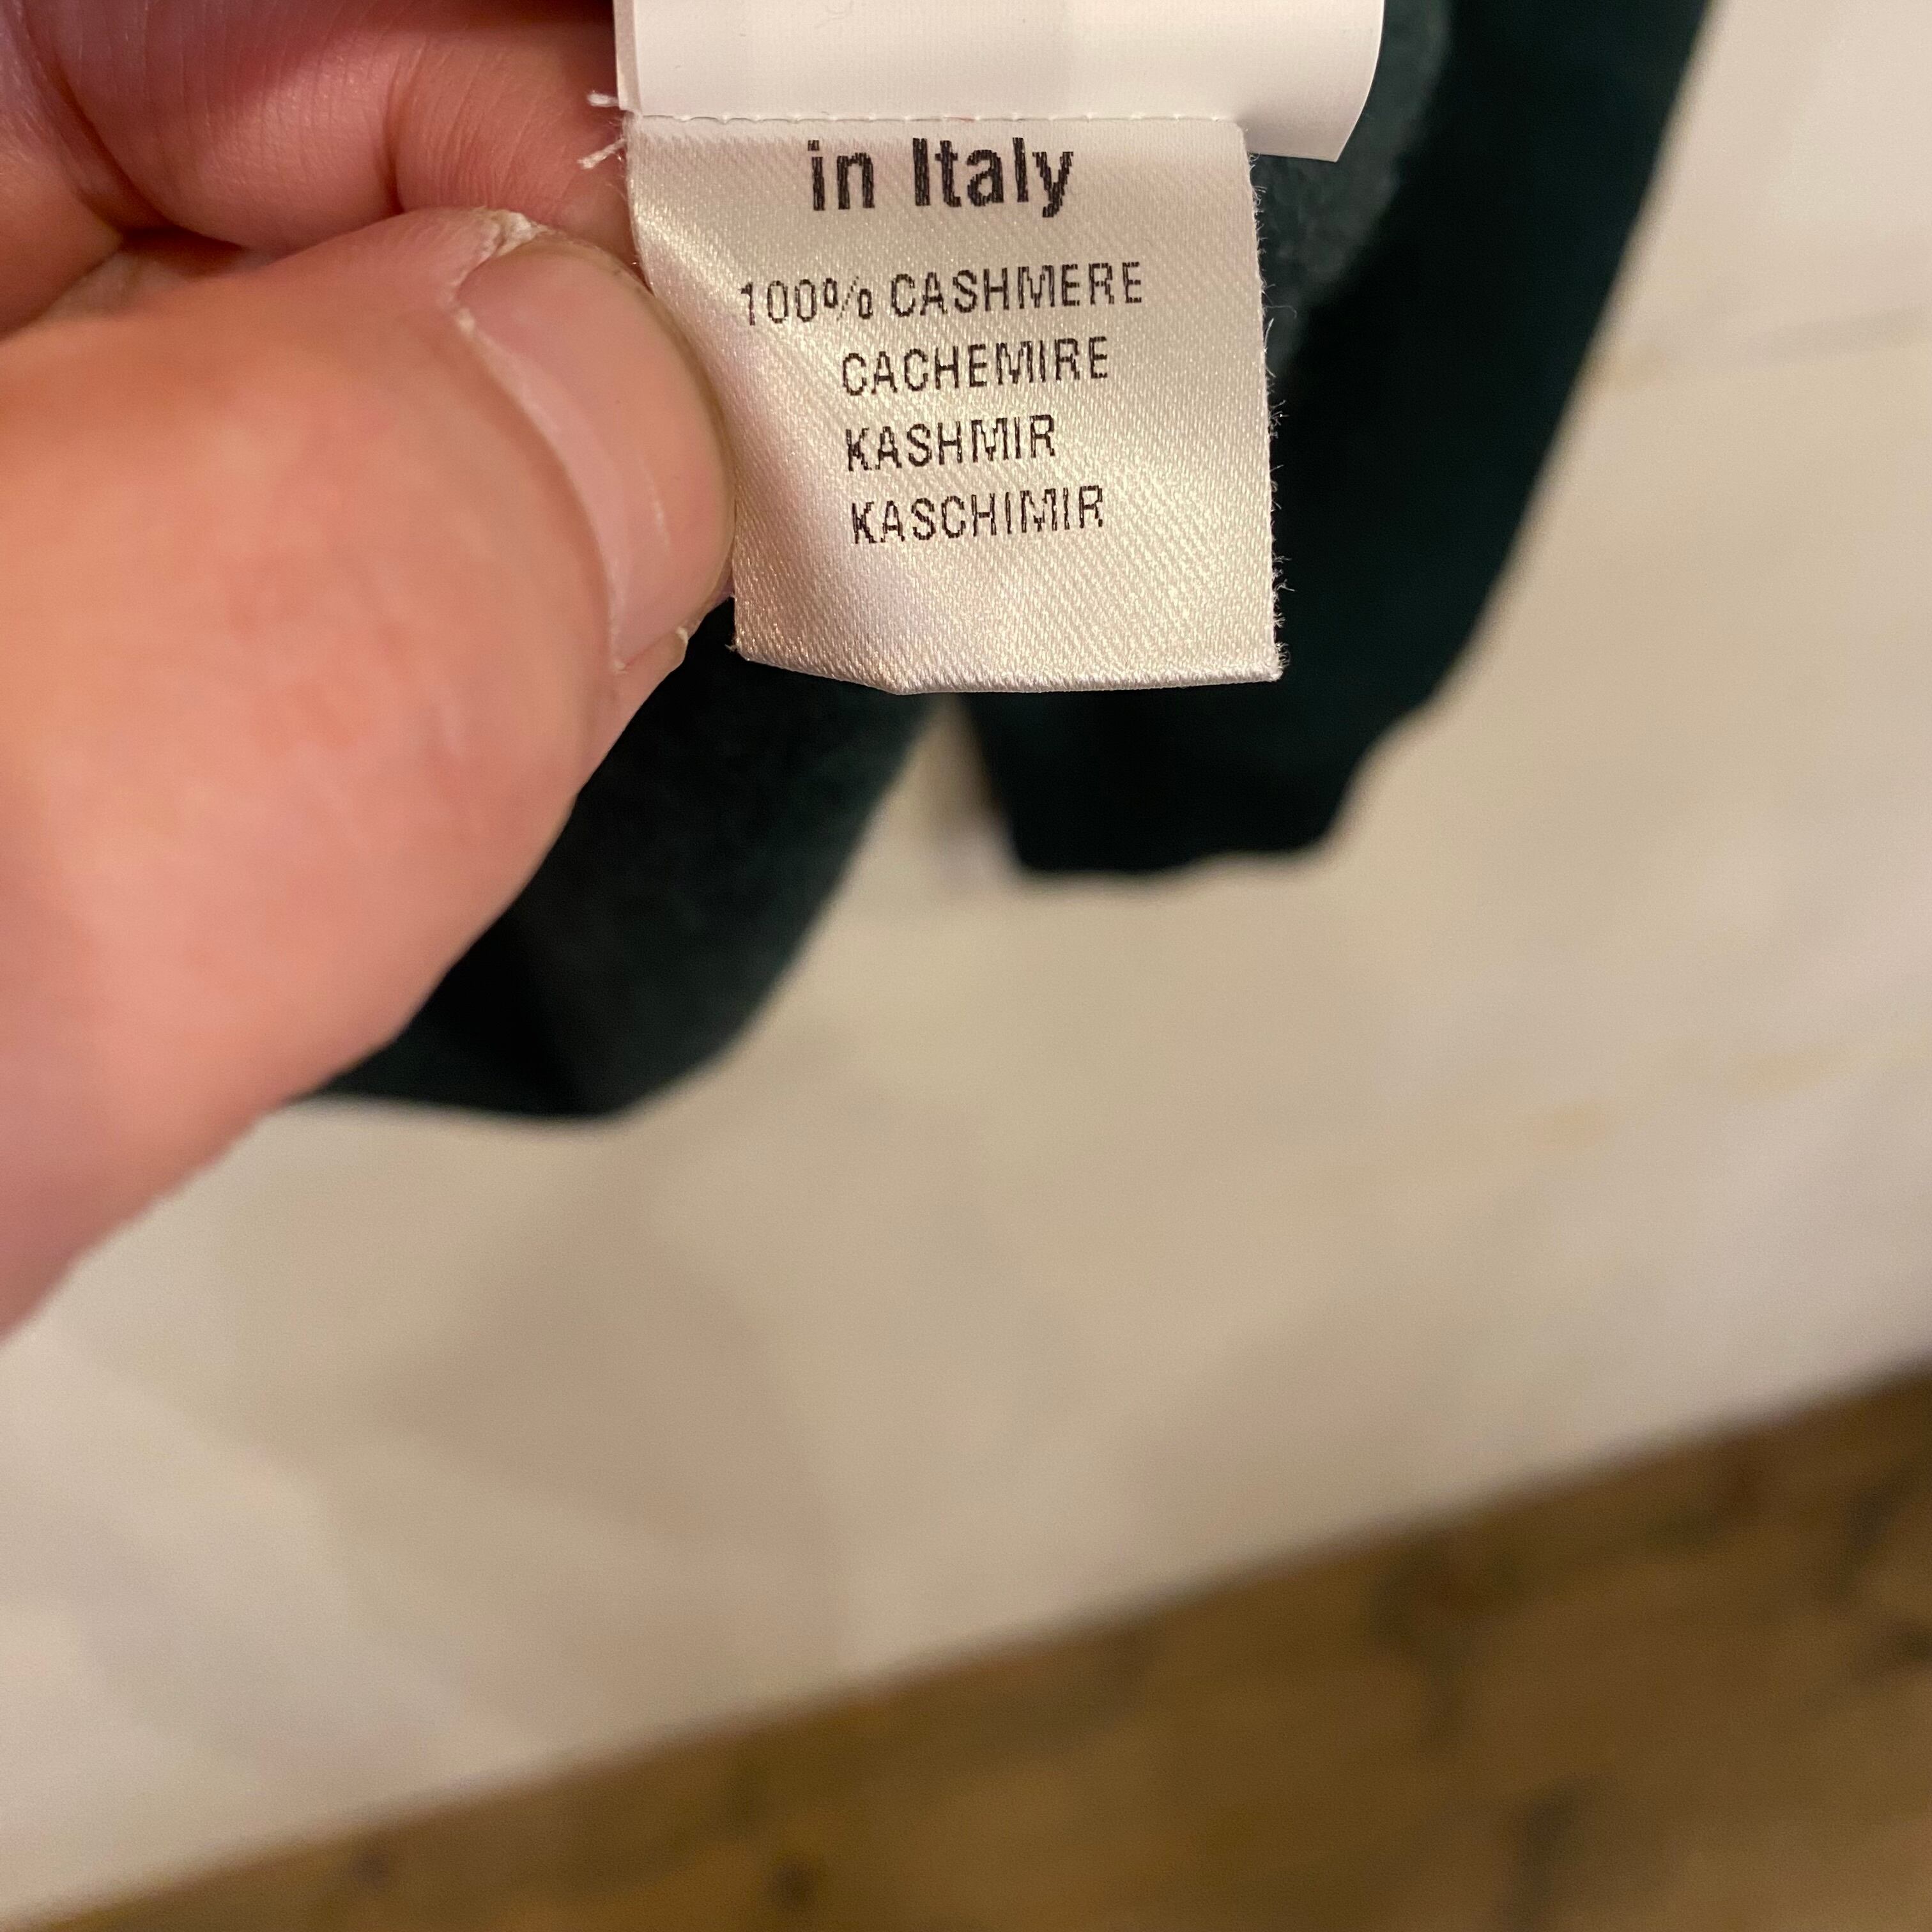 in Italy
100% CASHMERE
CACHEMIRE
KASHMIR
KASCHIMIR